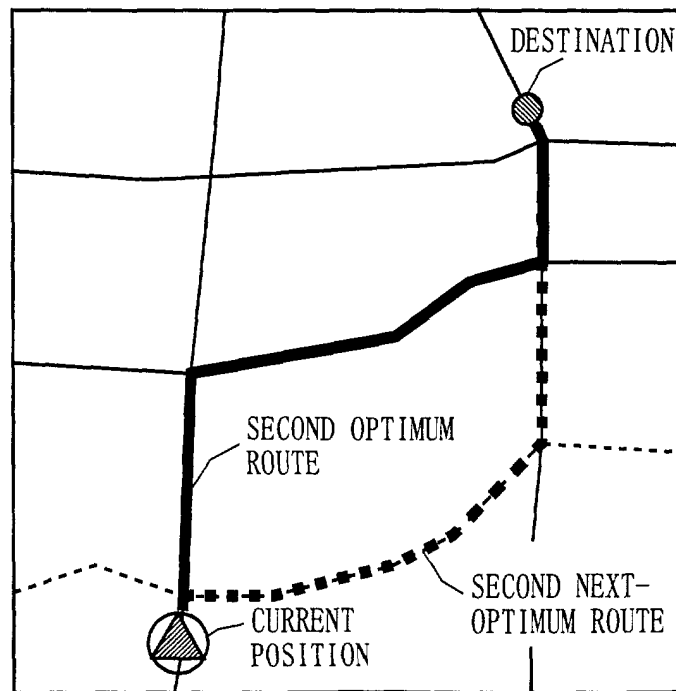 DESTINATION
SECOND OPTIMUM
ROUTE
SECOND NEXT-
OPTIMUM ROUTE
CURRENT
POSITION